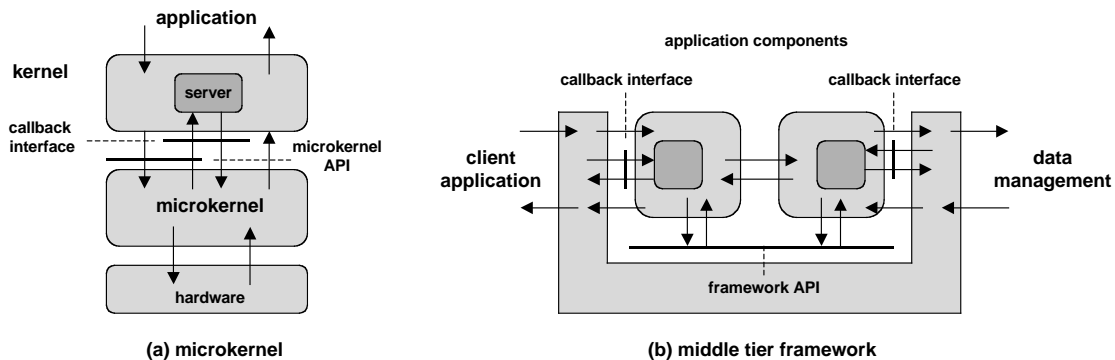 application
kernel
server
callback
interface
microkernel
API
microkernel
hardware
(a) microkernel
application components
callback interface
callback interface
client
application
data
management
framework API
(b) middle tier framework